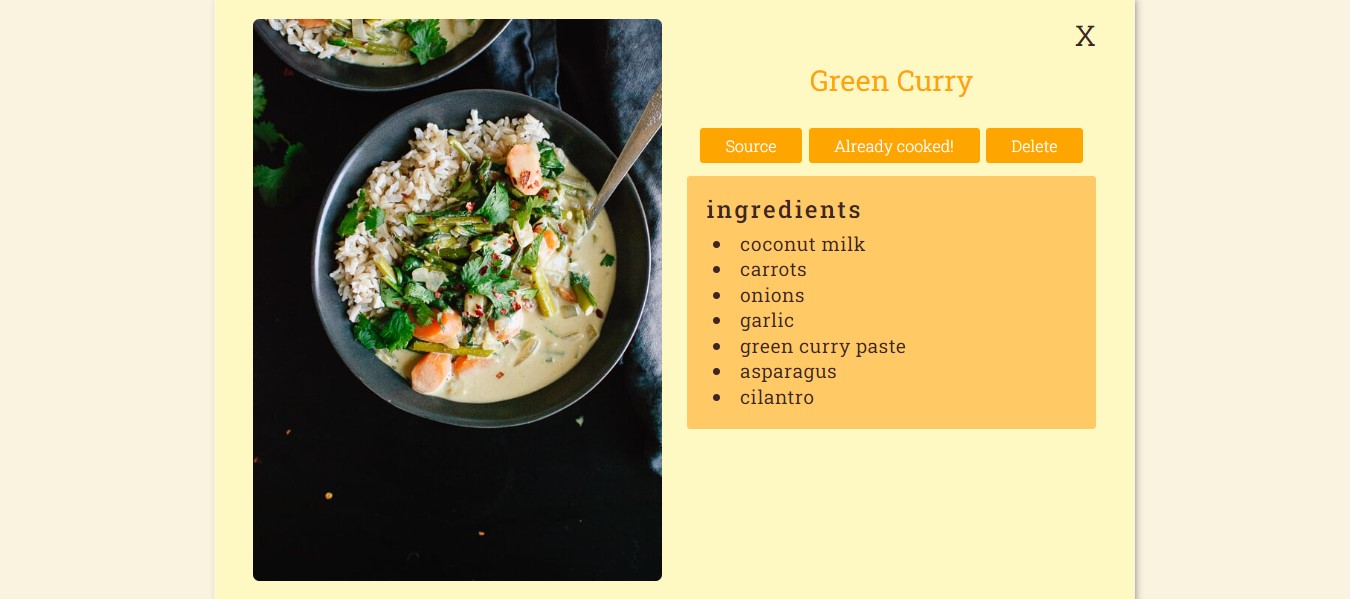 X
Green Curry
Source Already cooked! Delete
ingredients
coconut milk
carrots
onions
garlic
green curry paste
asparagus
cilantro